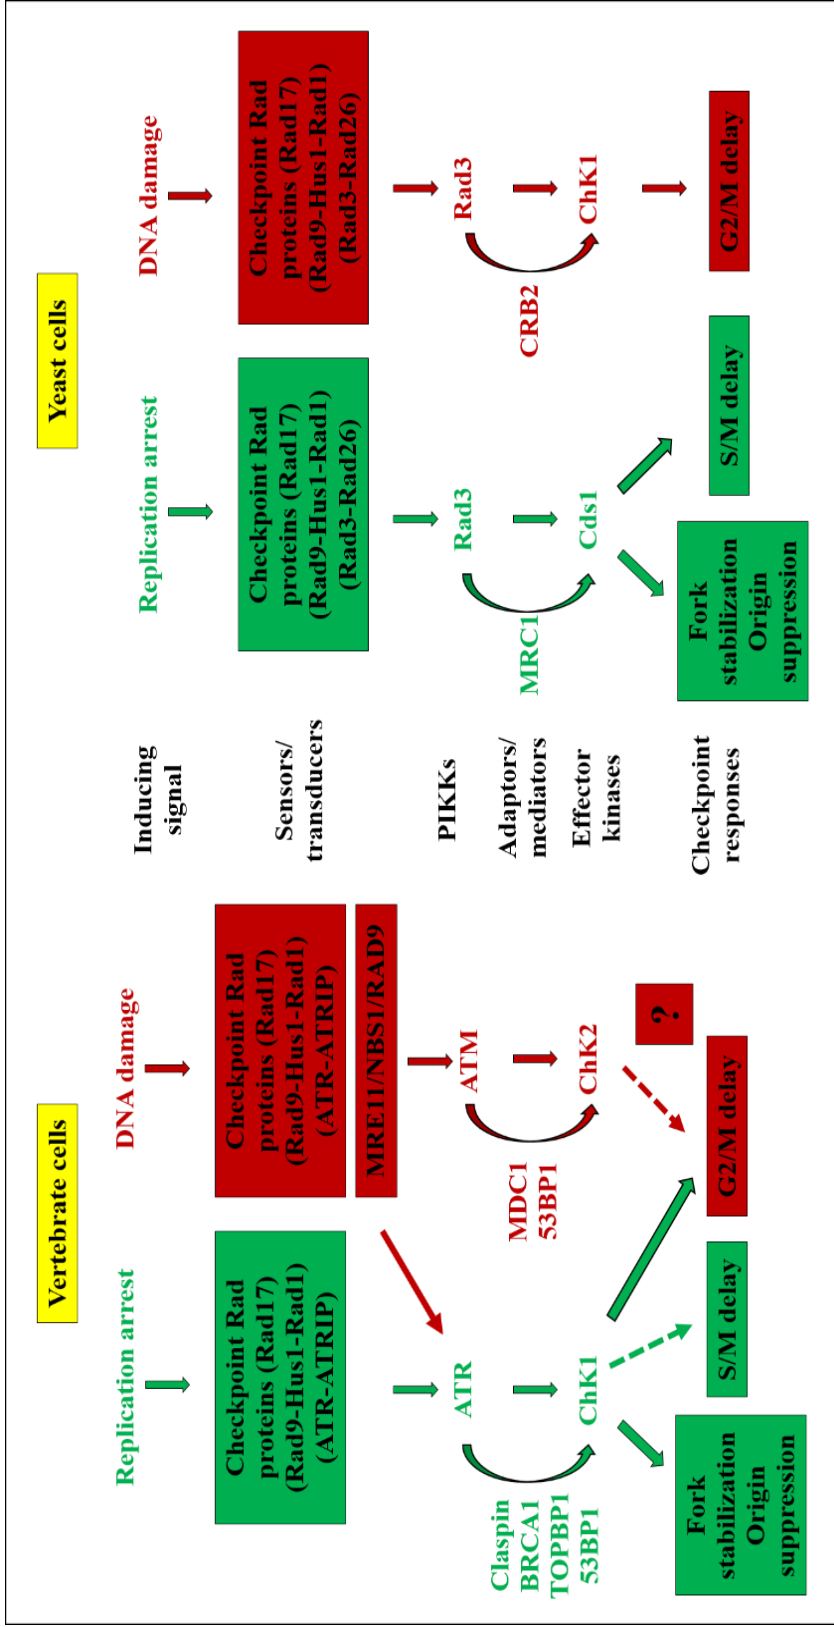 Vertebrate cells
Replication arrest
DNA damage
Checkpoint Rad
proteins (Rad17)
(Rad9-Hus1-Rad1)
(ATR-ATRIP)
Checkpoint Rad
proteins (Rad17)
(Rad9-Hus1-Rad1)
(ATR-ATRIP)
MRE11/NBS1/RAD9
ATR
ATM
Claspin
BRCA1
TOPBP1
53BP1
MDC1
53BP1
ChK1
ChK2
?
Fork
stabilization
Origin
suppression
S/M delay
G2/M delay
Inducing
signal
Sensors/
transducers
PIKKs
Adaptors/
mediators
Effector
kinases
Checkpoint
responses
Yeast cells
Replication arrest
DNA damage
Checkpoint Rad
proteins (Rad17)
(Rad9-Hus1-Rad1)
(Rad3-Rad26)
Checkpoint Rad
proteins (Rad17)
(Rad9-Hus1-Rad1)
(Rad3-Rad26)
Rad3
Rad3
MRC1
CRB2
Cds1
ChK1
Fork
stabilization
Origin
suppression
S/M delay
G2/M delay